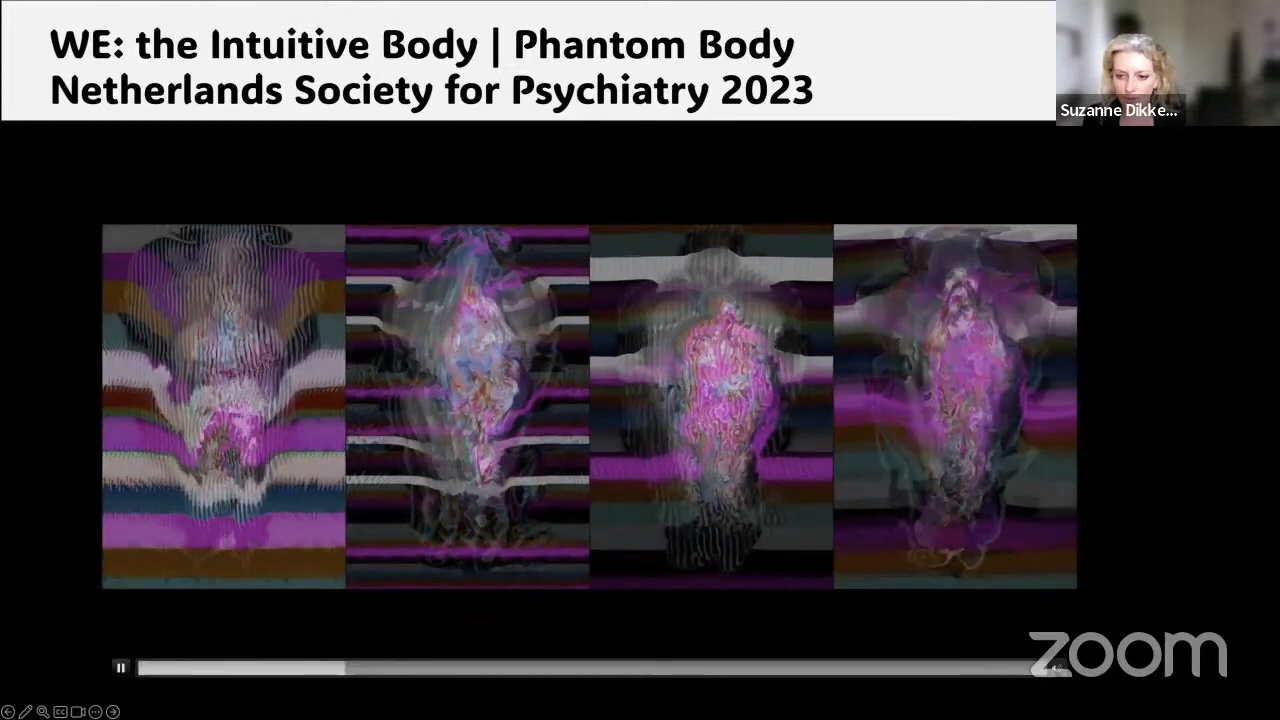 WE: the Intuitive Body | Phantom Body
Netherlands Society for Psychiatry 2023
Suzanne Dikke...
zoom